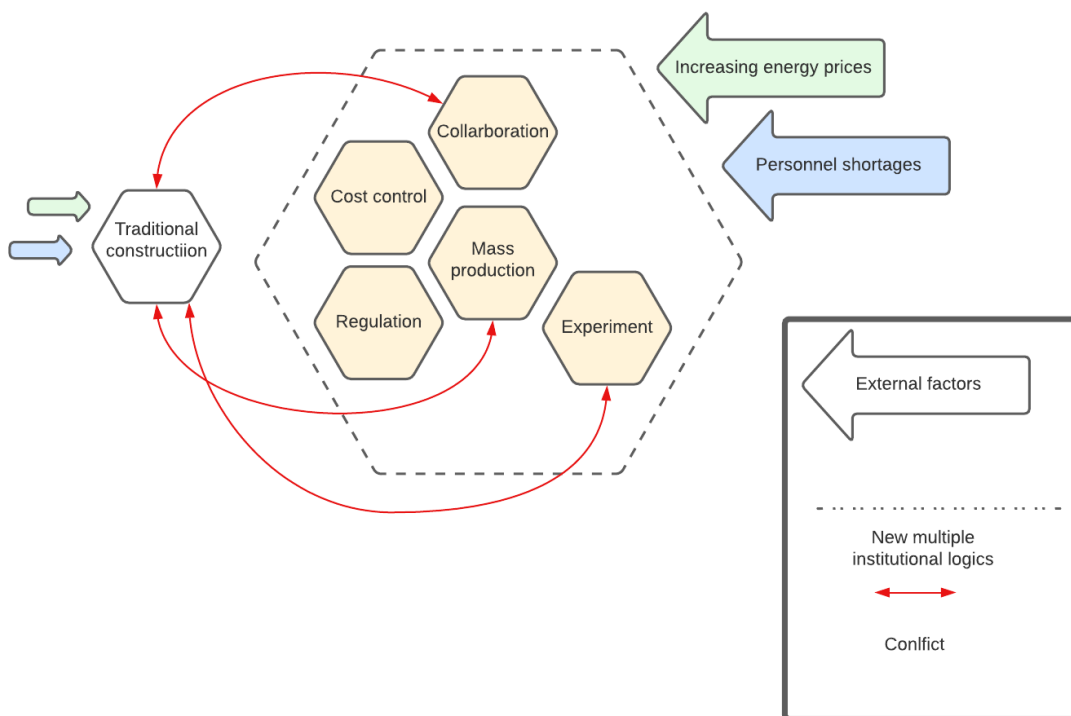 Increasing energy prices
Collarboration
Personnel shortages
Cost control
Traditional
constructiion
Mass
production
Regulation
Experiment
External factors
New multiple
institutional logics
Conlfict